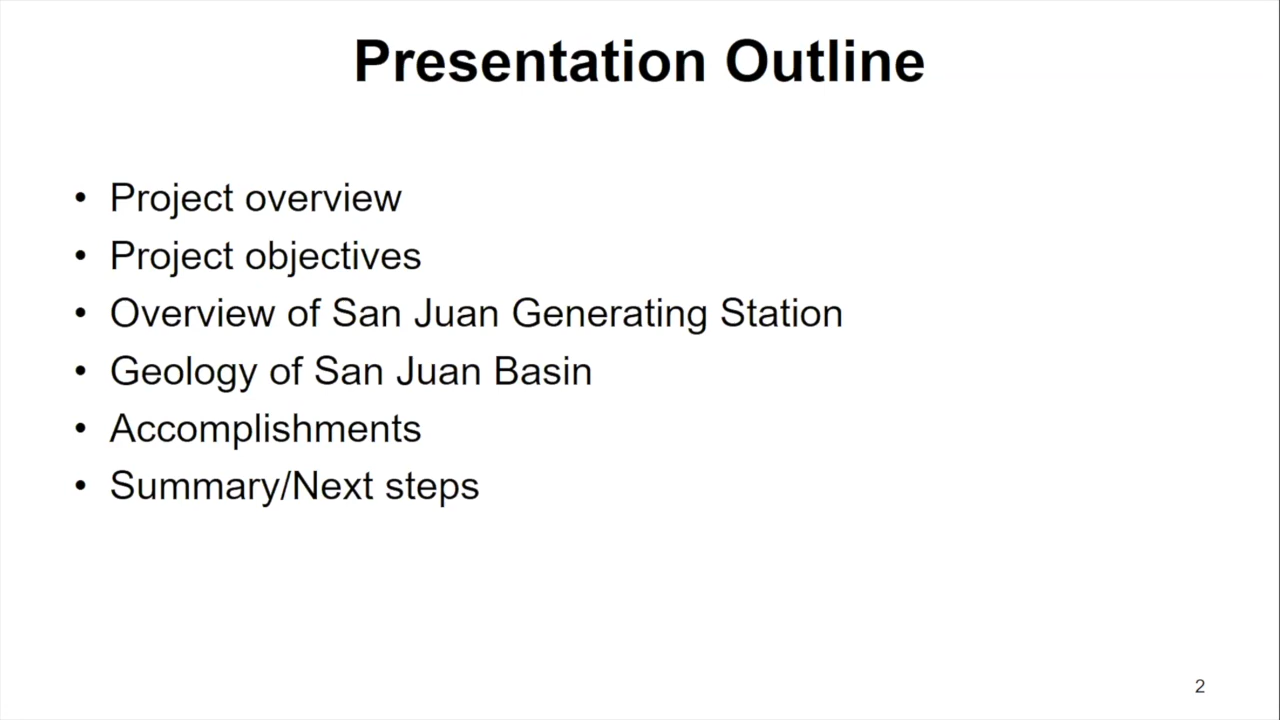 Presentation Outline
• Project overview
• Project objectives
• Overview of San Juan Generating Station
• Geology of San Juan Basin
• Accomplishments
• Summary/Next steps
2